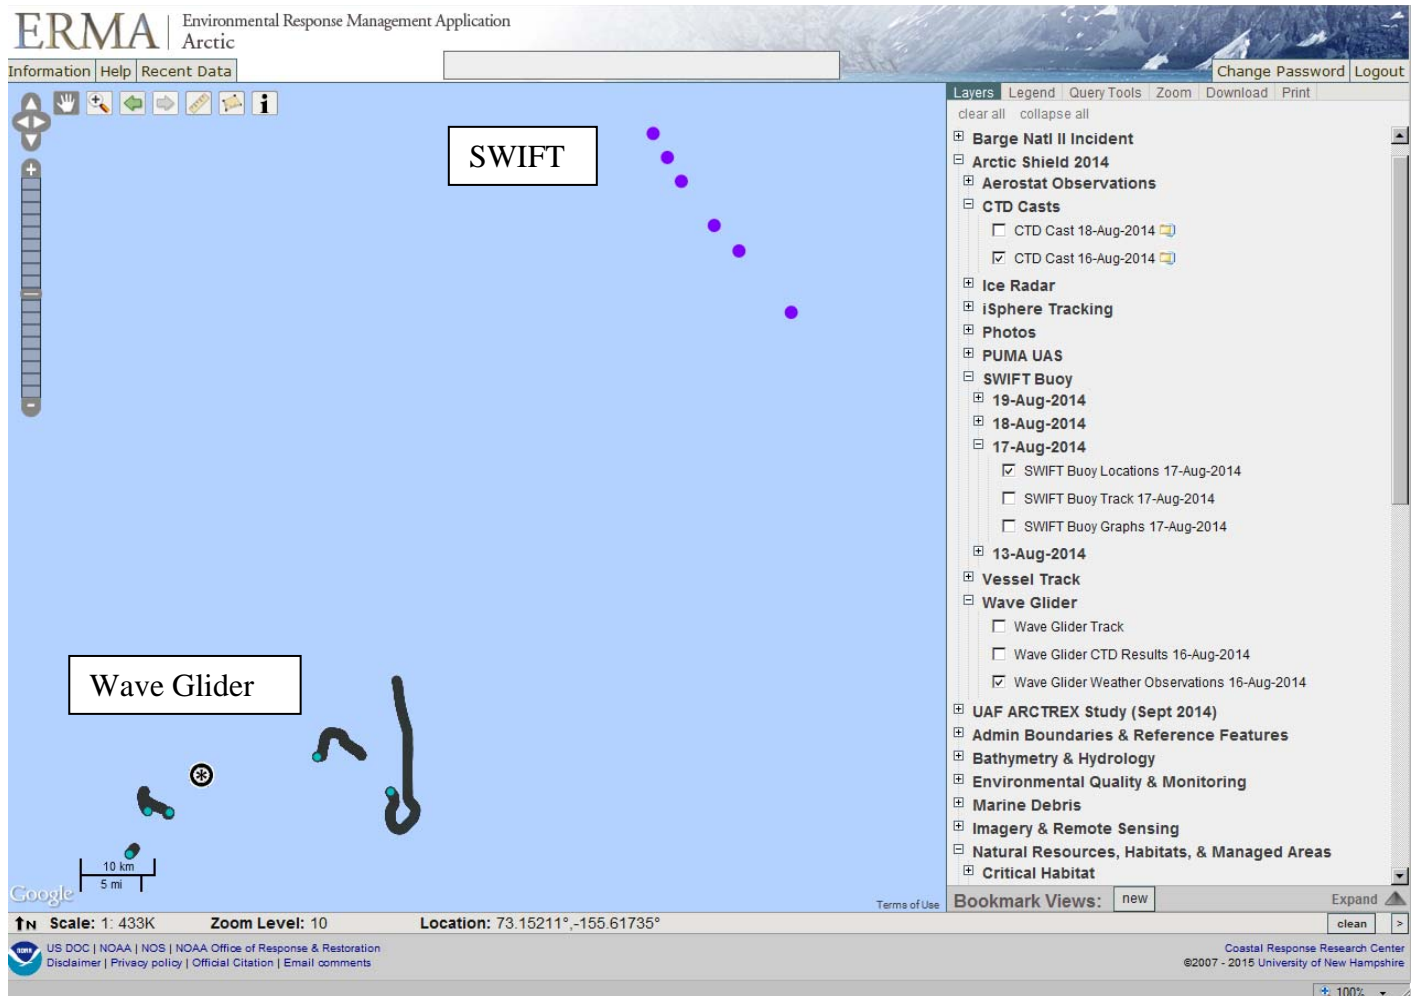 ERMA
Environmental Response Management Application
Arctic
Information Help Recent Data
Change Password Logout
Layers Legend Query Tools Zoom Download Print
clear all collapse all
SWIFT
Barge Natl II Incident
Arctic Shield 2014
Aerostat Observations
CTD Casts
CTD Cast 18-Aug-2014
CTD Cast 16-Aug-2014
Ice Radar
iSphere Tracking
Photos
PUMA UAS
SWIFT Buoy
19-Aug-2014
18-Aug-2014
17-Aug-2014
SWIFT Buoy Locations 17-Aug-2014
SWIFT Buoy Track 17-Aug-2014
SWIFT Buoy Graphs 17-Aug-2014
13-Aug-2014
Vessel Track
Wave Glider
Wave Glider Track
Wave Glider CTD Results 16-Aug-2014
Wave Glider Weather Observations 16-Aug-2014
UAF ARCTREX Study (Sept 2014)
Admin Boundaries & Reference Features
Bathymetry & Hydrology
Environmental Quality & Monitoring
Marine Debris
Imagery & Remote Sensing
Natural Resources, Habitats, & Managed Areas
Critical Habitat
Wave Glider
10 km
5 mi
Google
Terms of Use
Bookmark Views: new Expand
N Scale: 1: 433K Zoom Level: 10 Location: 73.15211°,-155.61735° clean >
NOAA
US DOC | NOAA | NOS | NOAA Office of Response & Restoration
Disclaimer | Privacy policy | Official Citation | Email comments
Coastal Response Research Center
©2007 - 2015 University of New Hampshire
100%